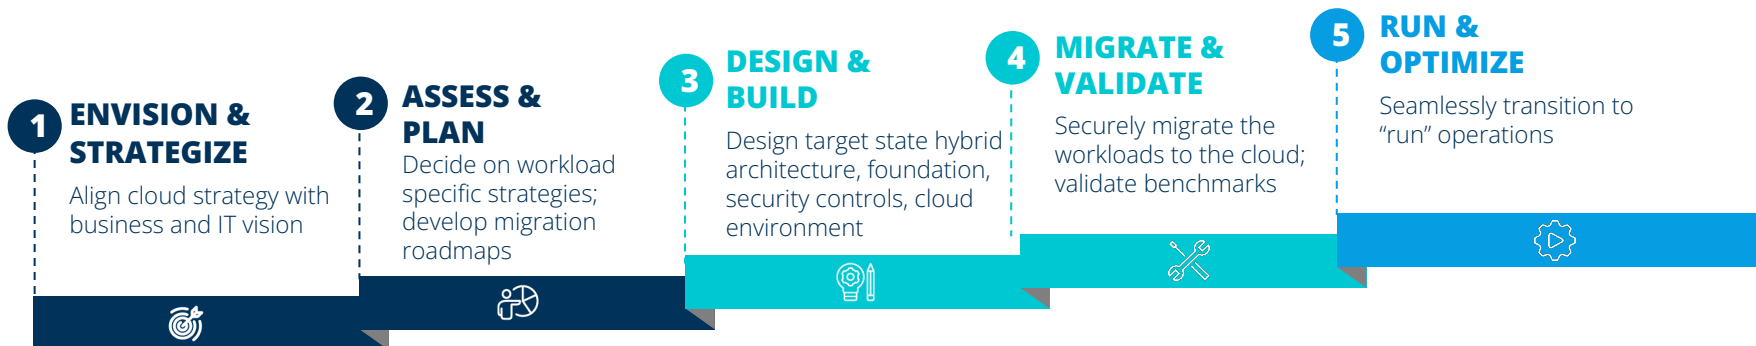 1
ENVISION &
STRATEGIZE
Align cloud strategy with
business and IT vision
2
ASSESS &
PLAN
Decide on workload
specific strategies;
develop migration
roadmaps
3
DESIGN &
BUILD
Design target state hybrid
architecture, foundation,
security controls, cloud
environment
4
MIGRATE &
VALIDATE
Securely migrate the
workloads to the cloud;
validate benchmarks
5
RUN &
OPTIMIZE
Seamlessly transition to
“run” operations